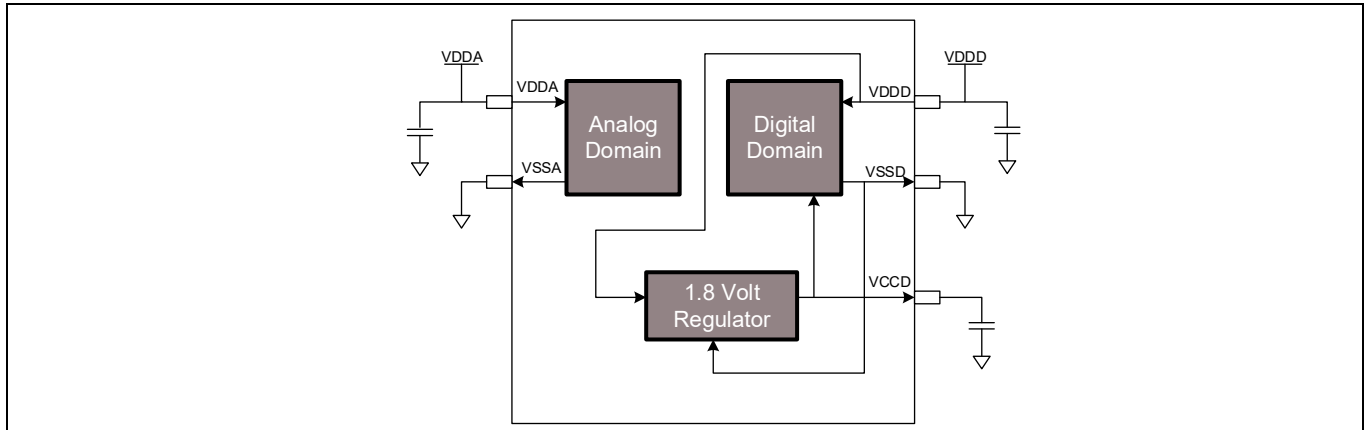 VDDA
VDDD
VDDA
VDDD
Analog
Domain
Digital
Domain
VSSA
VSSD
1.8 Volt
Regulator
VCCD